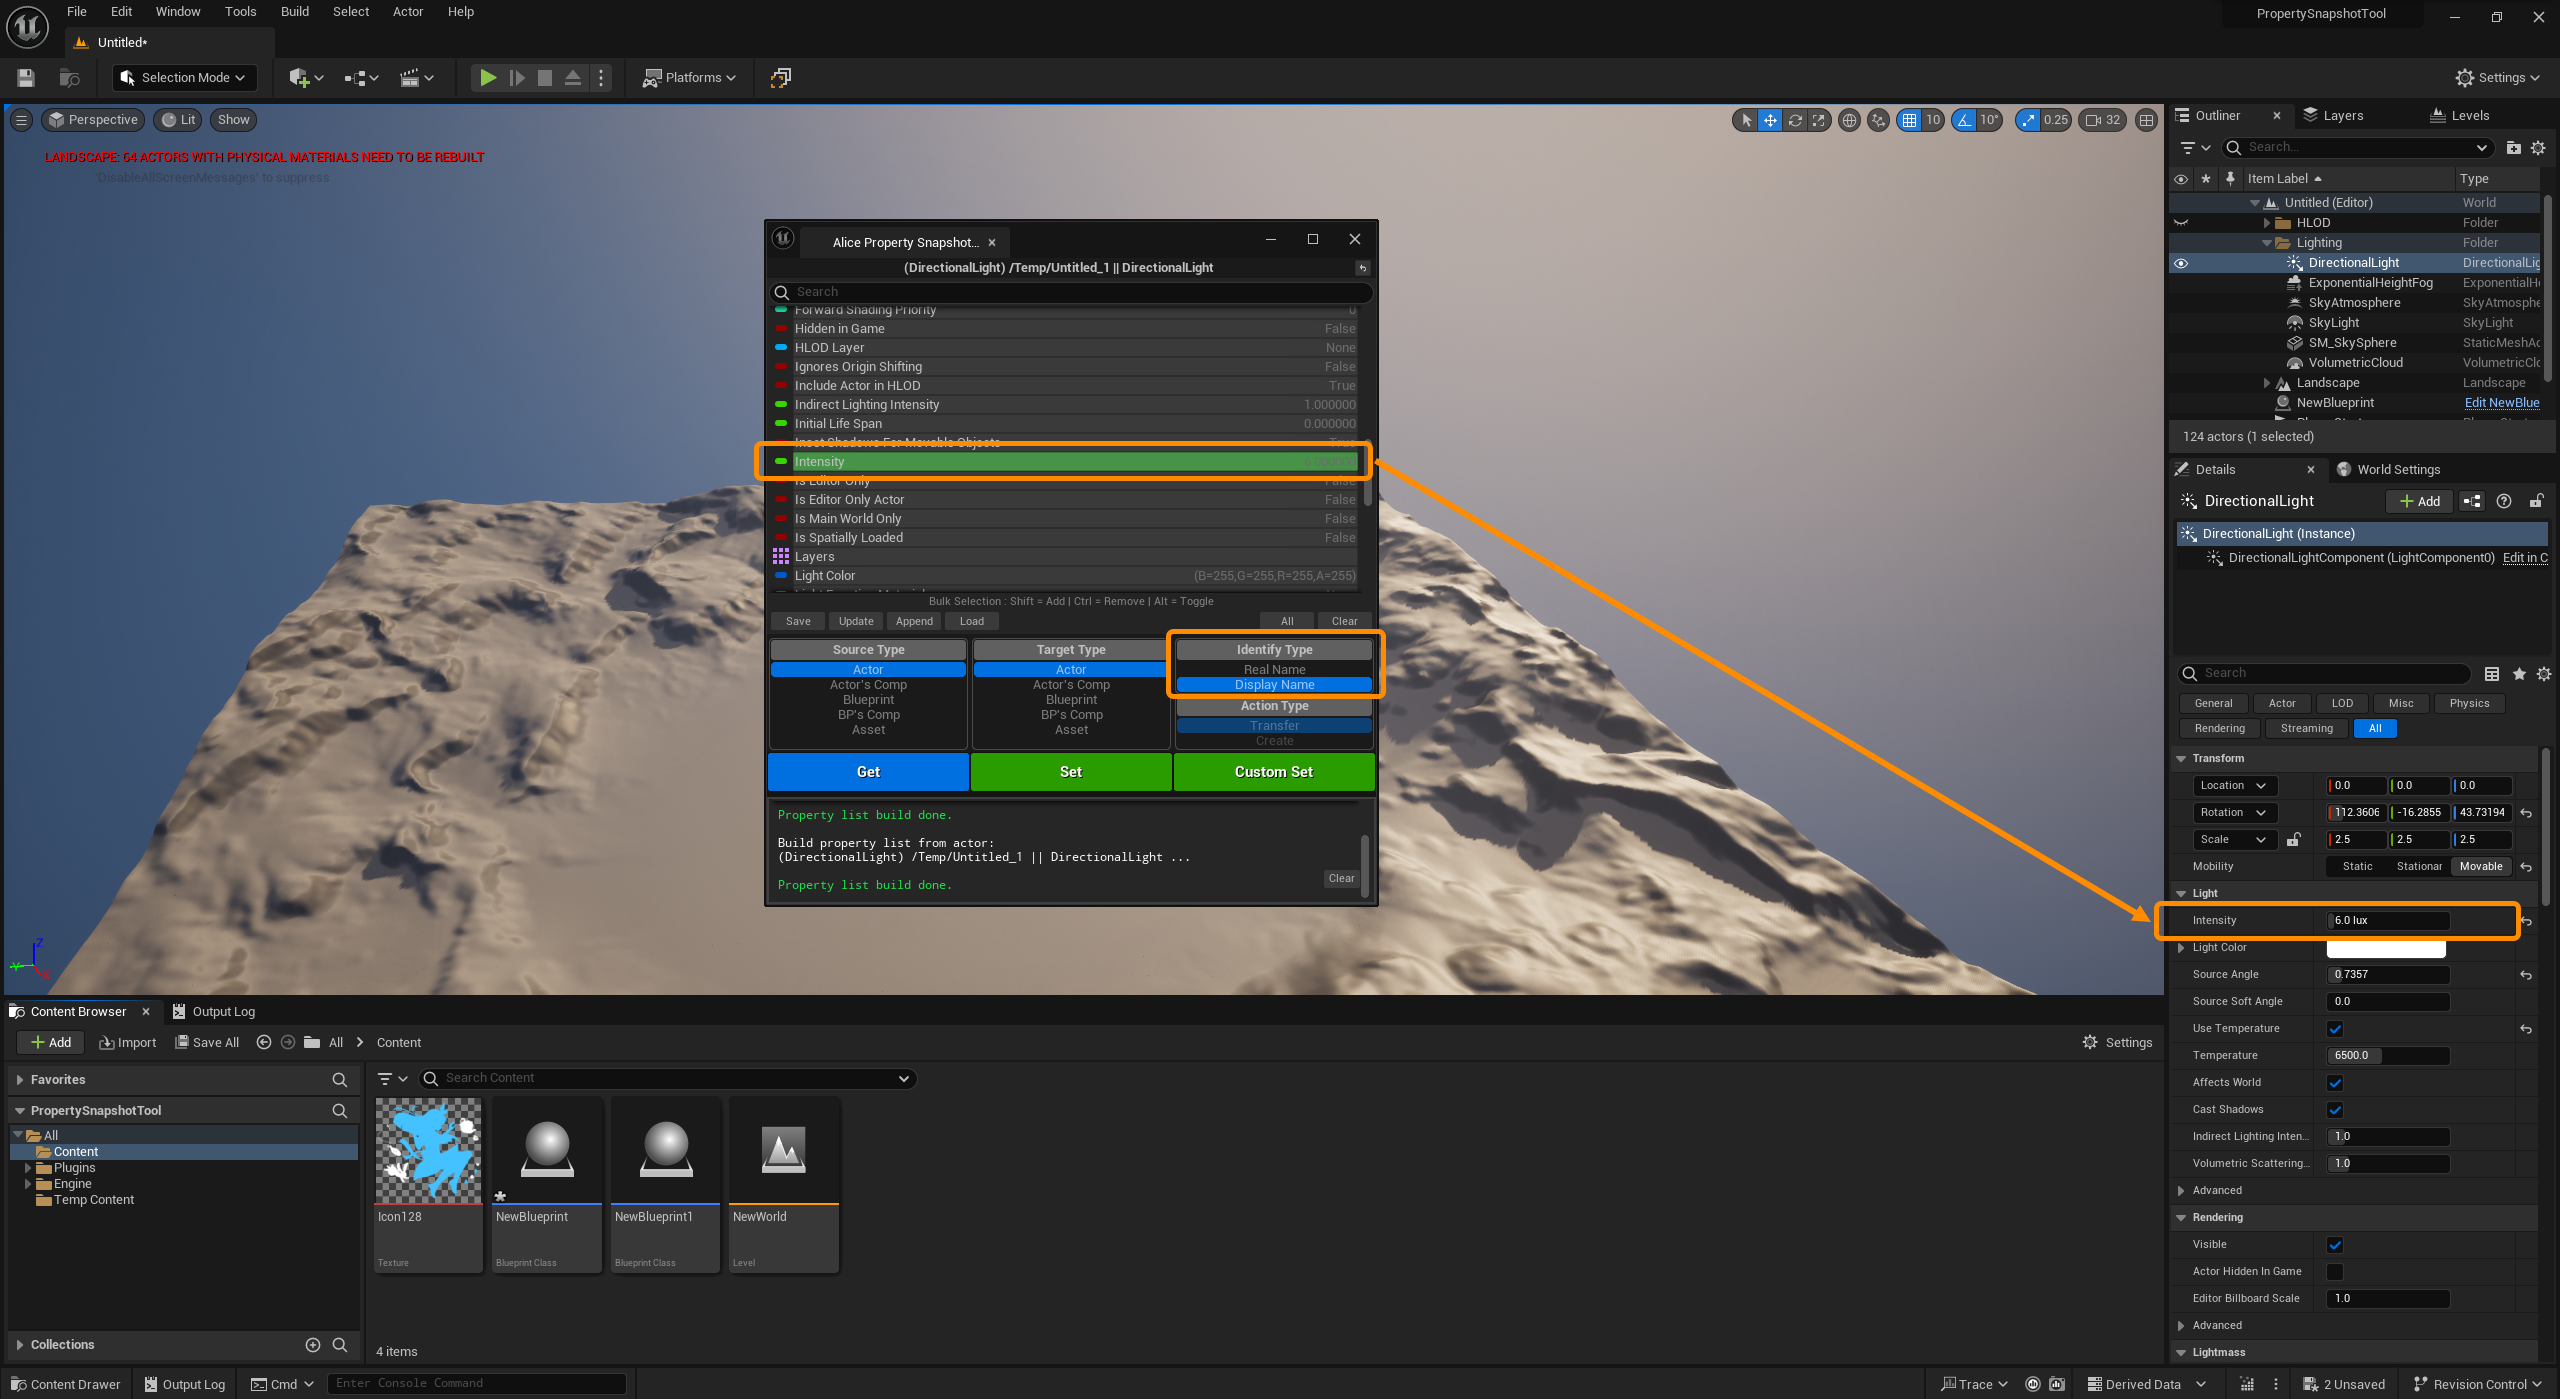 File Edit Window Tools Build Select Actor Help
PropertySnapshotTool
Untitled*
Selection Mode
Platforms
Settings
Perspective Lit Show
10 10° 0.25 32
LANDSCAPE: 64 ACTORS WITH PHYSICAL MATERIALS NEED TO BE REBUILT
'DisableAllScreenMessages' to suppress
Alice Property Snapshot...
(DirectionalLight) /Temp/Untitled_1 || DirectionalLight
Search
Forward Shading Priority 0
Hidden in Game False
HLOD Layer None
Ignores Origin Shifting False
Include Actor in HLOD True
Indirect Lighting Intensity 1.000000
Initial Life Span 0.000000
Inset Shadows For Movable Objects True
Intensity 6.000000
Is Editor Only False
Is Editor Only Actor False
Is Main World Only False
Is Spatially Loaded False
Layers
Light Color (B=255,G=255,R=255,A=255)
Bulk Selection : Shift = Add | Ctrl = Remove | Alt = Toggle
Save Update Append Load All Clear
Source Type
Actor
Actor's Comp
Blueprint
BP's Comp
Asset
Target Type
Actor
Actor's Comp
Blueprint
BP's Comp
Asset
Identify Type
Real Name
Display Name
Action Type
Transfer
Create
Get Set Custom Set
Property list build done.
Build property list from actor:
(DirectionalLight) /Temp/Untitled_1 || DirectionalLight ...
Property list build done.
Clear
Z
Y
X
Outliner Layers Levels
Search...
Item Label Type
Untitled (Editor) World
HLOD Folder
Lighting Folder
DirectionalLight DirectionalLig
ExponentialHeightFog ExponentialH
SkyAtmosphere SkyAtmosphe
SkyLight SkyLight
SM_SkySphere StaticMeshAc
VolumetricCloud VolumetricClo
Landscape Landscape
NewBlueprint Edit NewBlue
124 actors (1 selected)
Details World Settings
DirectionalLight Add
DirectionalLight (Instance)
DirectionalLightComponent (LightComponent0) Edit in C
Search
General Actor LOD Misc Physics
Rendering Streaming All
Transform
Location 0.0 0.0 0.0
Rotation 112.3606 -16.2855 43.73194
Scale 2.5 2.5 2.5
Mobility Static Stationar Movable
Light
Intensity 6.0 lux
Light Color
Source Angle 0.7357
Source Soft Angle 0.0
Use Temperature
Temperature 6500.0
Affects World
Cast Shadows
Indirect Lighting Inten... 1.0
Volumetric Scattering... 1.0
Advanced
Rendering
Visible
Actor Hidden In Game
Editor Billboard Scale 1.0
Advanced
Lightmass
Content Browser Output Log
Add Import Save All All Content Settings
Favorites
PropertySnapshotTool
All
Content
Plugins
Engine
Temp Content
Collections
Search Content
Icon128
Texture
NewBlueprint
Blueprint Class
NewBlueprint1
Blueprint Class
NewWorld
Level
4 items
Content Drawer Output Log Cmd Enter Console Command Trace Derived Data 2 Unsaved Revision Control